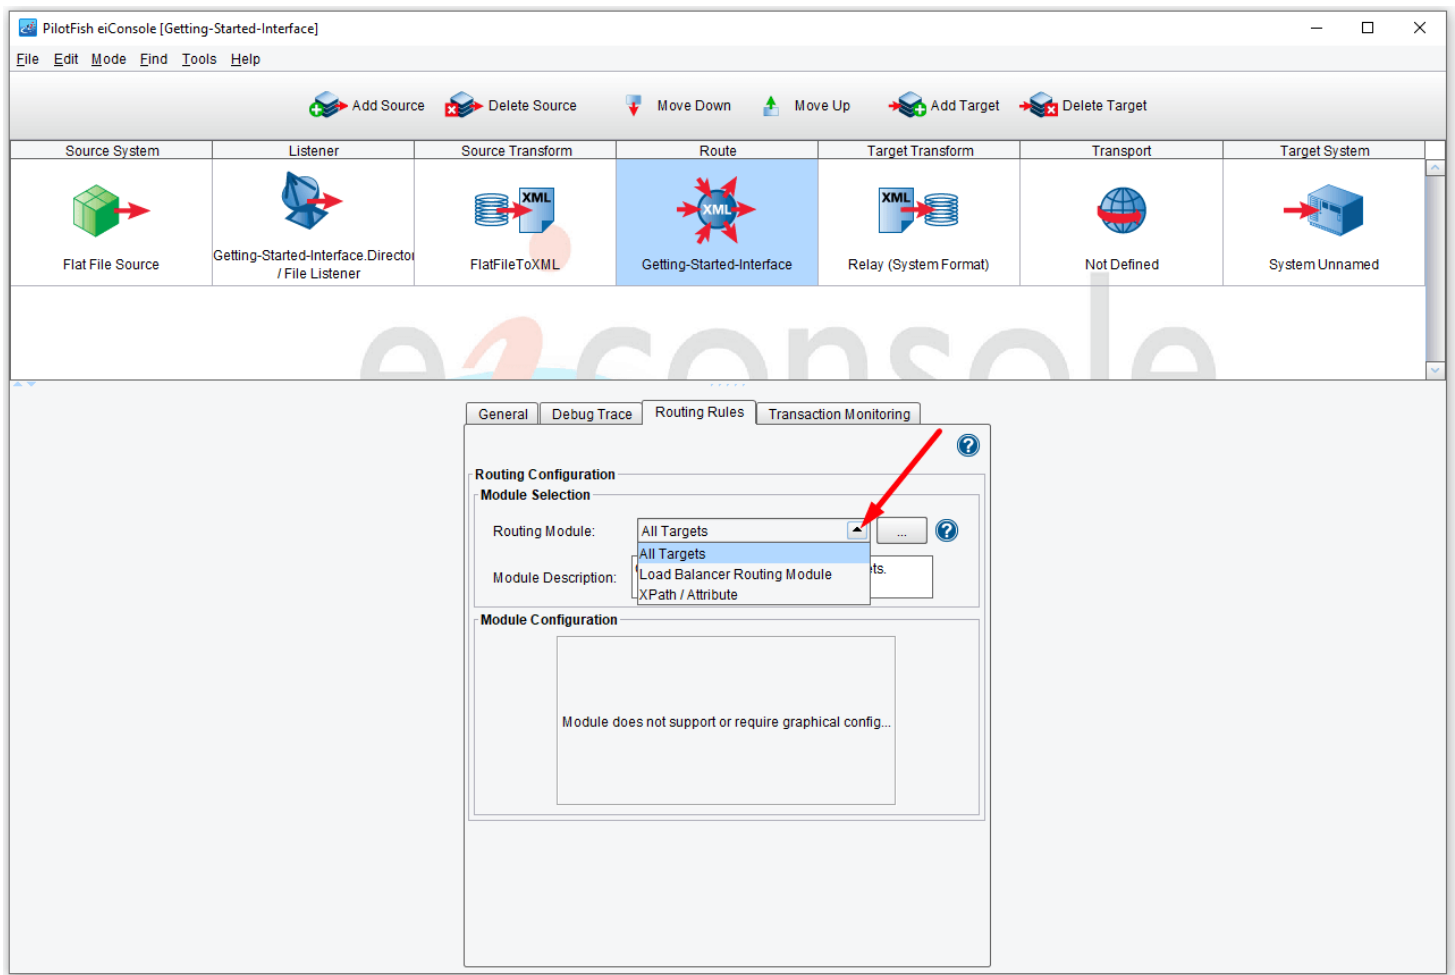 PilotFish eiConsole [Getting-Started-Interface]
File Edit Mode Find Tools Help
Add Source Delete Source Move Down Move Up Add Target Delete Target
Source System Listener Source Transform Route Target Transform Transport Target System
XML XML XML
Flat File Source
Getting-Started-Interface.Director
/ File Listener
FlatFileToXML
Getting-Started-Interface
Relay (System Format)
Not Defined
System Unnamed
eiconsole
General Debug Trace Routing Rules Transaction Monitoring
?
Routing Configuration
Module Selection
Routing Module: All Targets ... ?
All Targets
Module Description: ets.
Load Balancer Routing Module
XPath / Attribute
Module Configuration
Module does not support or require graphical config...